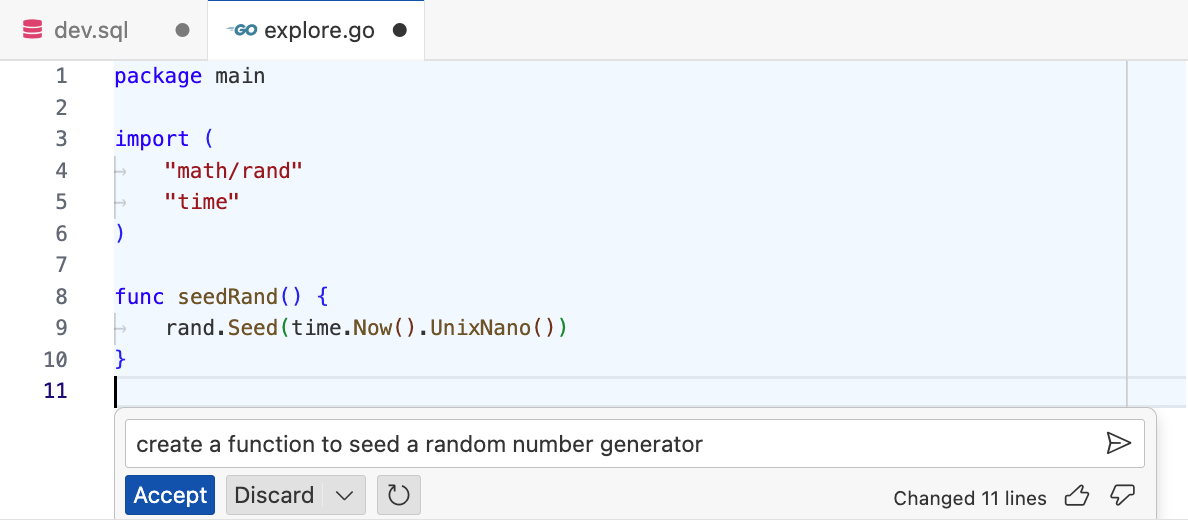 dev.sql GO explore.go
1 package main
2
3 import (
4 "math/rand"
5 "time"
6 )
7
8 func seedRand() {
9 rand.Seed(time.Now().UnixNano())
10 }
11
create a function to seed a random number generator
Accept Discard Changed 11 lines